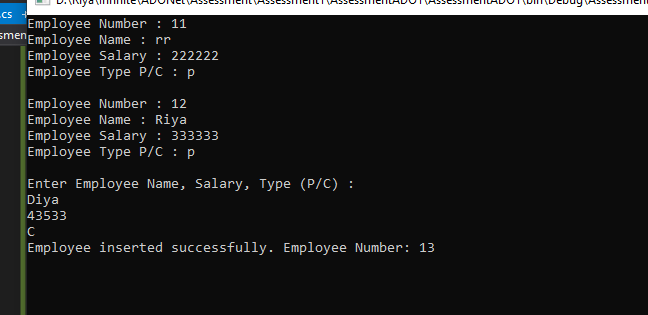 .cs
D:\Riya\Infinite\ADONet\Assessment\Assessment1\AssessmentADO1\AssessmentADO1\bin\Debug\Assessmen
Employee Number : 11
Employee Name : rr
Employee Salary : 222222
Employee Type P/C : p
Employee Number : 12
Employee Name : Riya
Employee Salary : 333333
Employee Type P/C : p
Enter Employee Name, Salary, Type (P/C) :
Diya
43533
C
Employee inserted successfully. Employee Number: 13